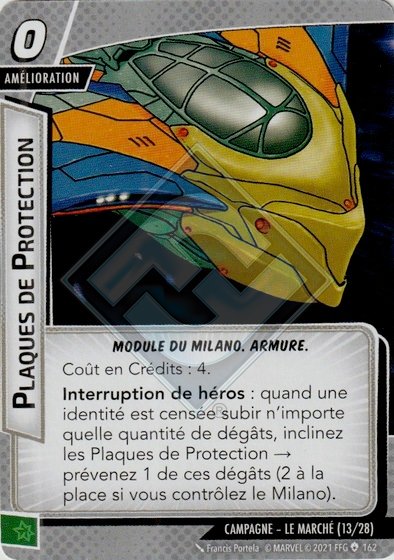 0
AMÉLIORATION
PLAQUES DE PROTECTION
MODULE DU MILANO. ARMURE.
Coût en Crédits : 4.
Interruption de héros : quand une
identité est censée subir n'importe
quelle quantité de dégâts, inclinez
les Plaques de Protection →
prévenez 1 de ces dégâts (2 à la
place si vous contrôlez le Milano).
CAMPAGNE – LE MARCHÉ (13/28)
Francis Portela © MARVEL © 2021 FFG 162